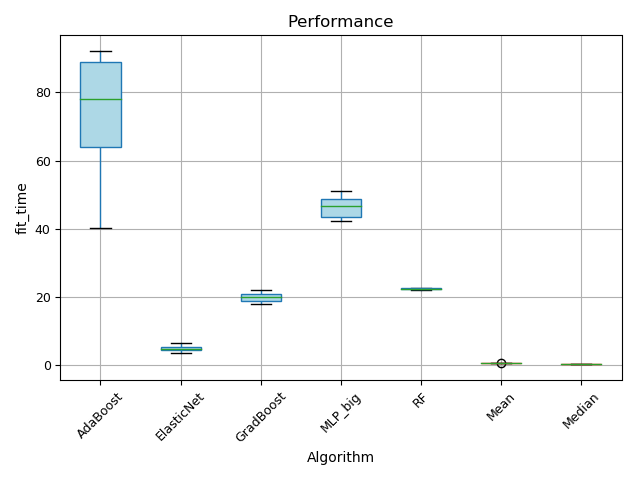 Performance
fit_time
80
60
40
20
0
AdaBoost
ElasticNet
GradBoost
MLP_big
RF
Mean
Median
Algorithm